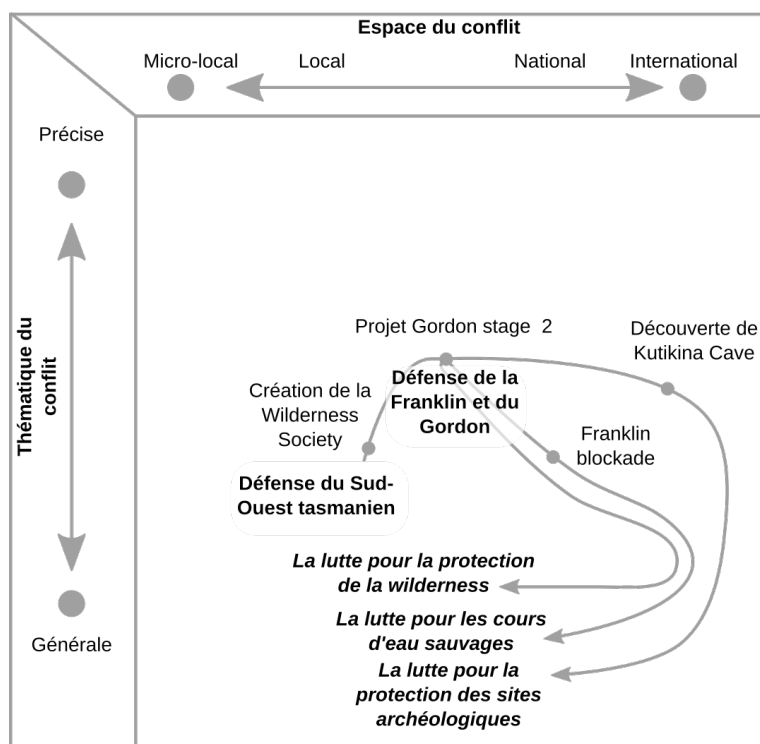 Espace du conflit
Micro-local
Local
National
International
Précise
Thématique du
conflit
Générale
Projet Gordon stage 2
Découverte de
Kutikina Cave
Création de la
Wilderness
Society
Défense de la
Franklin et du
Gordon
Franklin
blockade
Défense du Sud-
Ouest tasmanien
La lutte pour la protection
de la wilderness
La lutte pour les cours
d'eau sauvages
La lutte pour la
protection des sites
archéologiques